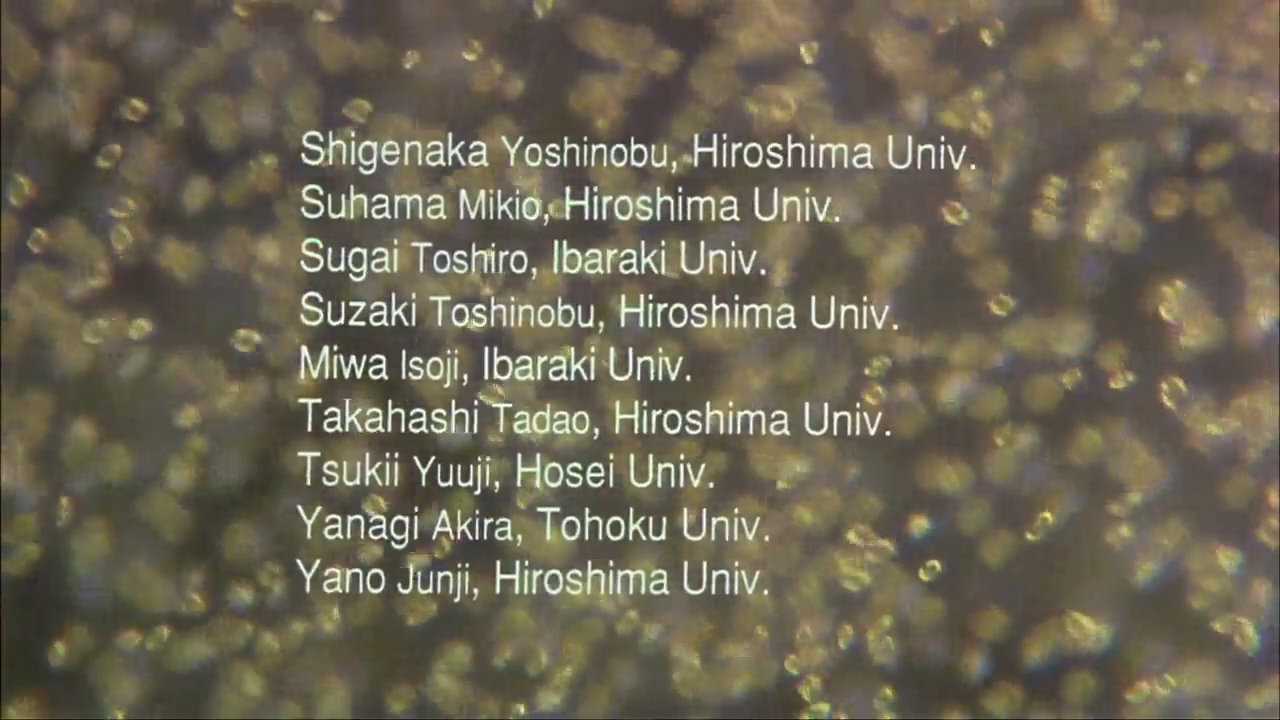 Shigenaka Yoshinobu, Hiroshima Univ.
Suhama Mikio, Hiroshima Univ.
Sugai Toshiro, Ibaraki Univ.
Suzaki Toshinobu, Hiroshima Univ.
Miwa Isoji, Ibaraki Univ.
Takahashi Tadao, Hiroshima Univ.
Tsukii Yuuji, Hosei Univ.
Yanagi Akira, Tohoku Univ.
Yano Junji, Hiroshima Univ.